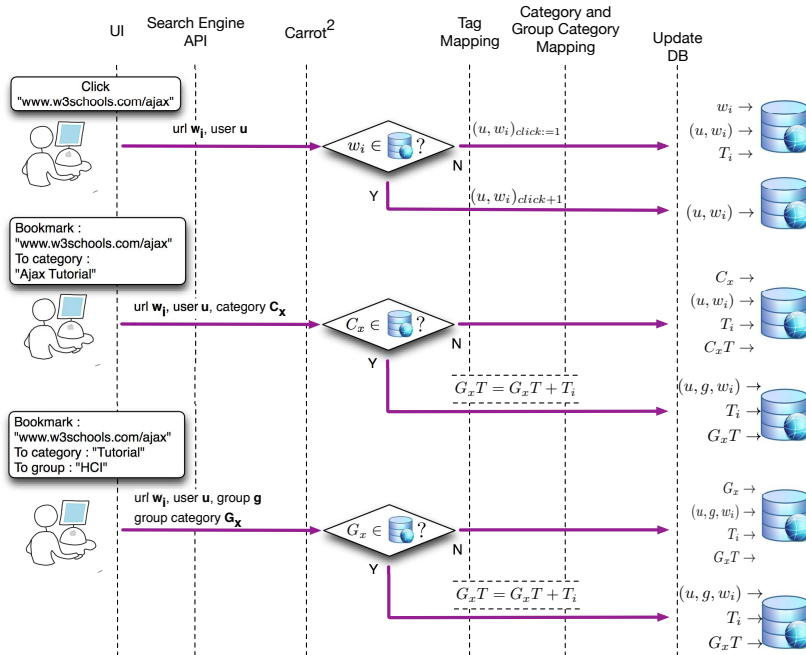 UI
Search Engine
API
Carrot²
Tag
Mapping
Category and
Group Category
Mapping
Update
DB
Click
"www.w3schools.com/ajax"
url wᵢ, user u
wᵢ ∈ ?
N
Y
(u, wᵢ)click:=1
(u, wᵢ)click+1
wᵢ →
(u, wᵢ) →
Tᵢ →
(u, wᵢ) →
Bookmark :
"www.w3schools.com/ajax"
To category :
"Ajax Tutorial"
url wᵢ, user u, category Cₓ
Cₓ ∈ ?
N
Y
GₓT = GₓT + Tᵢ
Cₓ →
(u, wᵢ) →
Tᵢ →
CₓT →
(u, g, wᵢ) →
Tᵢ →
GₓT →
Bookmark :
"www.w3schools.com/ajax"
To category : "Tutorial"
To group : "HCI"
url wᵢ, user u, group g
group category Gₓ
Gₓ ∈ ?
N
Y
GₓT = GₓT + Tᵢ
Gₓ →
(u, g, wᵢ) →
Tᵢ →
GₓT →
(u, g, wᵢ) →
Tᵢ →
GₓT →